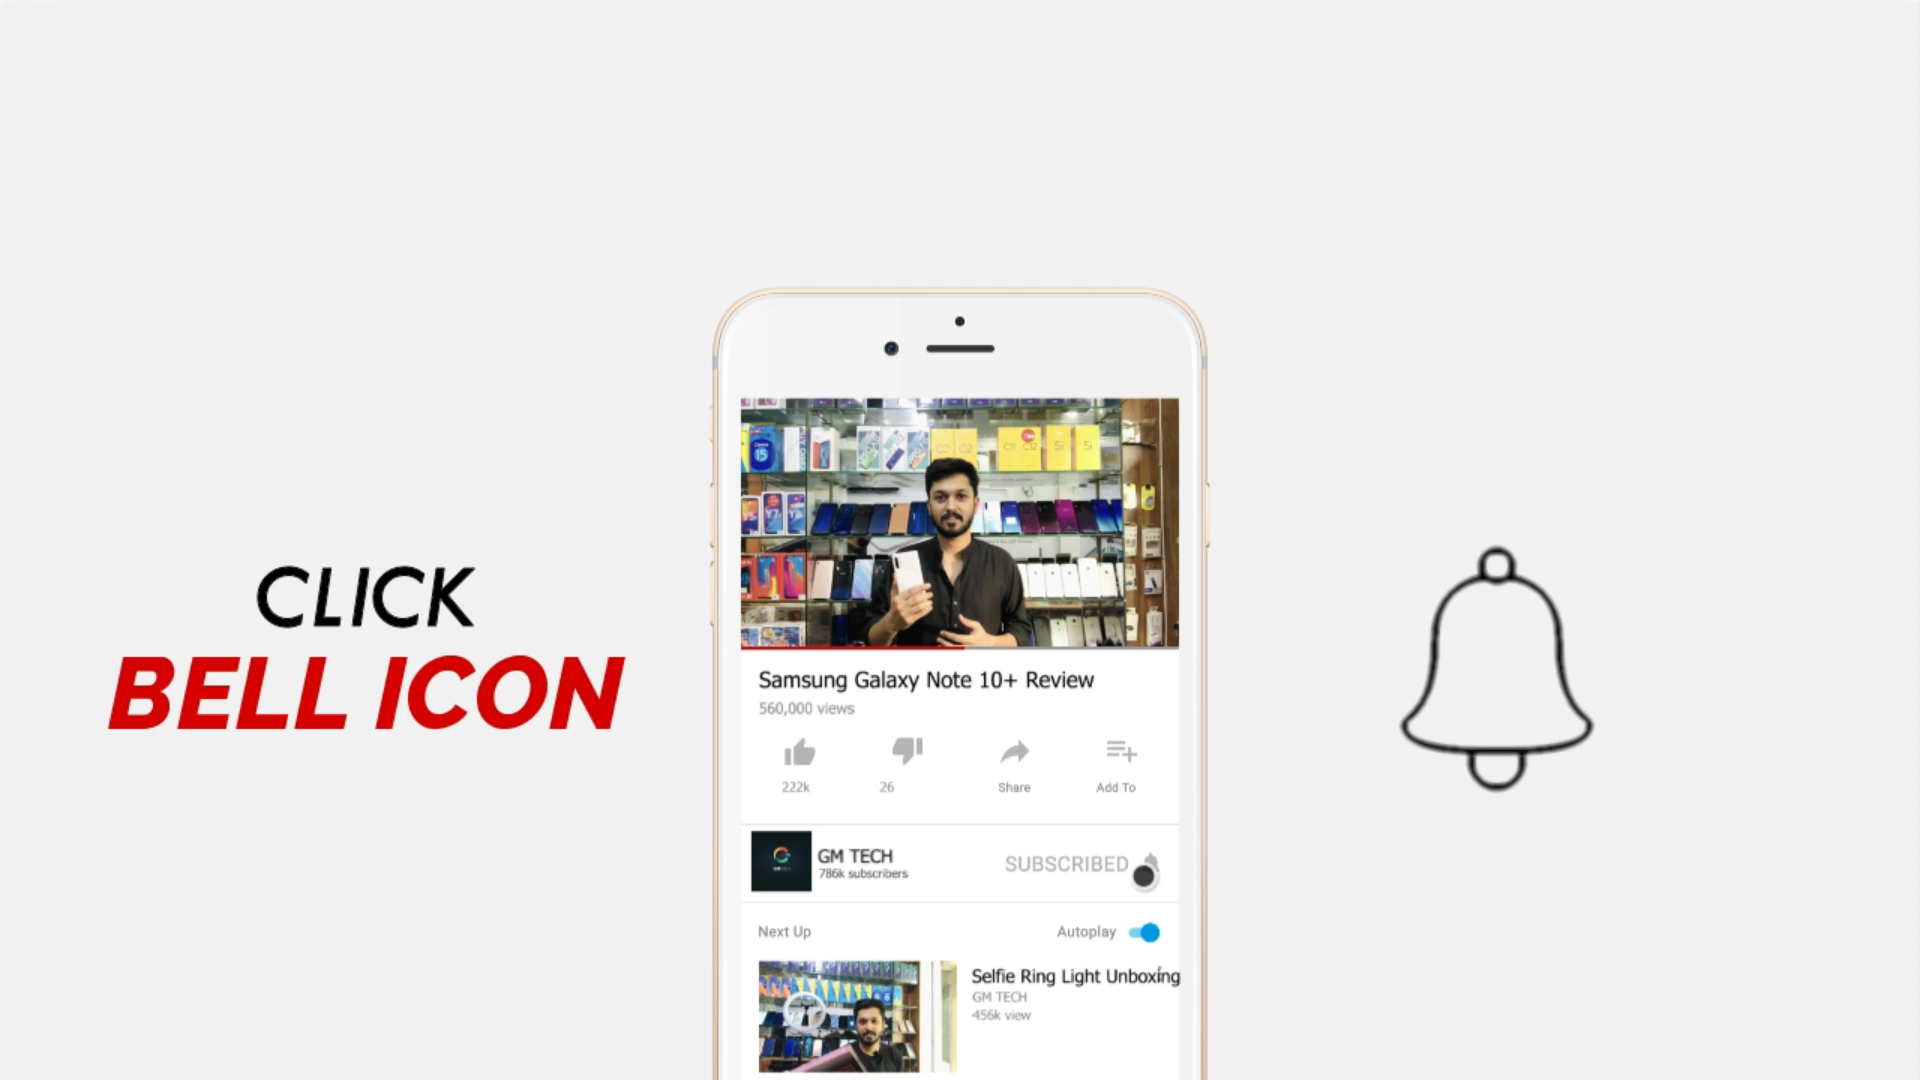 CLICK
BELL ICON
Samsung Galaxy Note 10+ Review
560,000 views
222k
26
Share
Add To
GM TECH
786k subscribers
SUBSCRIBED
Next Up
Autoplay
Selfie Ring Light Unboxing
GM TECH
456k view